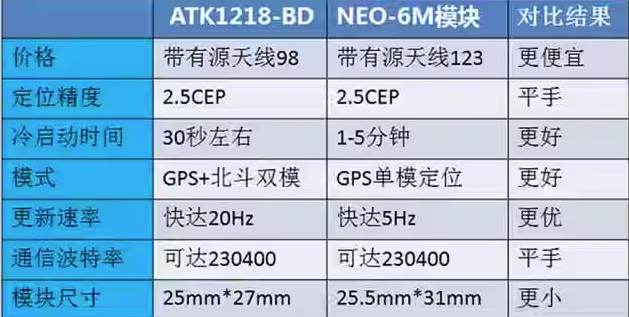 ATK1218-BD NEO-6M模块 对比结果
价格 带有源天线98 带有源天线123 更便宜
定位精度 2.5CEP 2.5CEP 平手
冷启动时间 30秒左右 1-5分钟 更好
模式 GPS+北斗双模 GPS单模定位 更好
更新速率 快达20Hz 快达5Hz 更优
通信波特率 可达230400 可达230400 平手
模块尺寸 25mm*27mm 25.5mm*31mm 更小